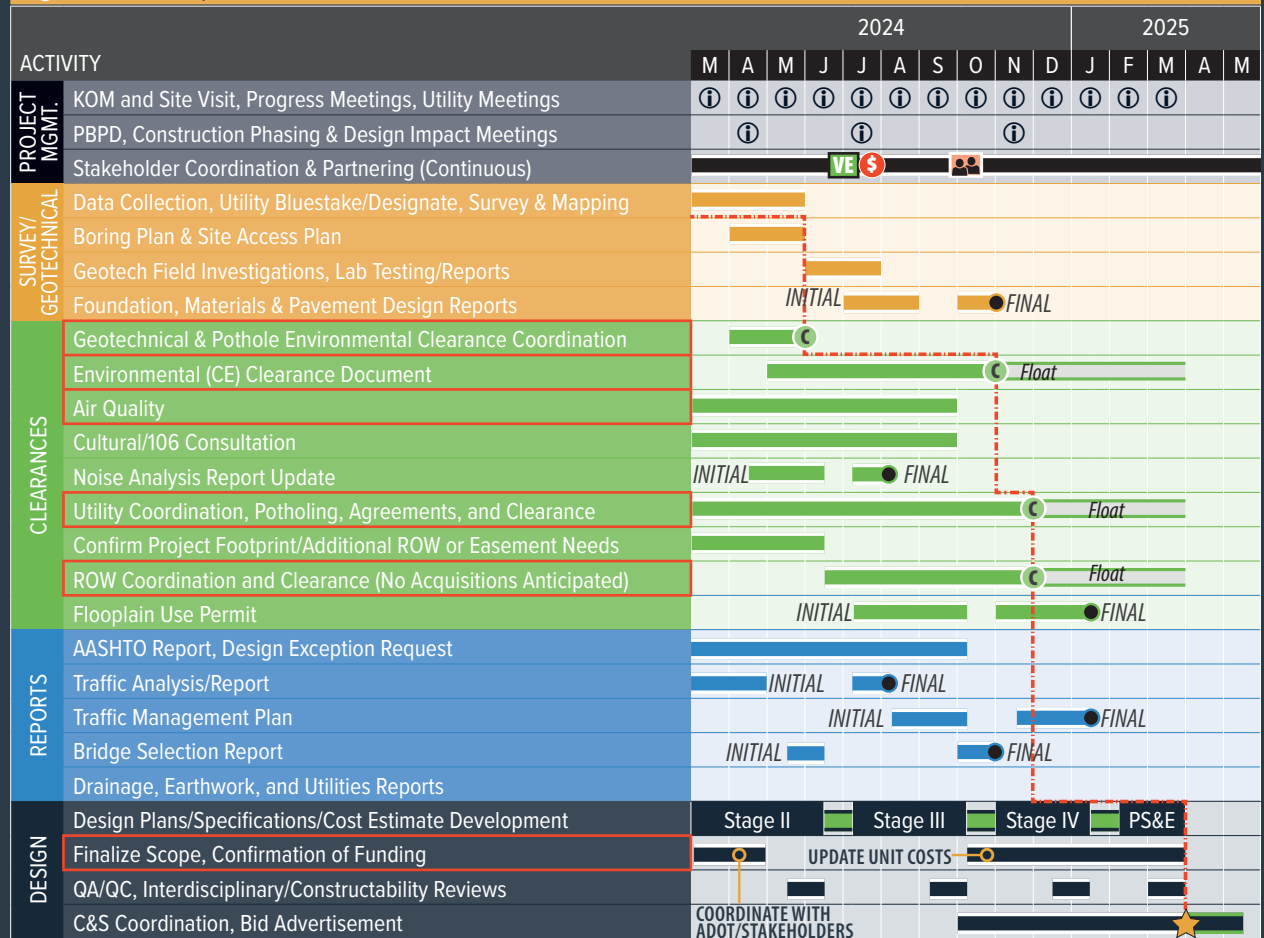 2024 2025
ACTIVITY M A M J J A S O N D J F M A M
PROJECT MGMT.
KOM and Site Visit, Progress Meetings, Utility Meetings i i i i i i i i i i i i i
PBPD, Construction Phasing & Design Impact Meetings i i i
Stakeholder Coordination & Partnering (Continuous) VE $
SURVEY/ GEOTECHNICAL
Data Collection, Utility Bluestake/Designate, Survey & Mapping
Boring Plan & Site Access Plan
Geotech Field Investigations, Lab Testing/Reports
Foundation, Materials & Pavement Design Reports INITIAL FINAL
CLEARANCES
Geotechnical & Pothole Environmental Clearance Coordination C
Environmental (CE) Clearance Document C Float
Air Quality
Cultural/106 Consultation
Noise Analysis Report Update INITIAL FINAL
Utility Coordination, Potholing, Agreements, and Clearance C Float
Confirm Project Footprint/Additional ROW or Easement Needs
ROW Coordination and Clearance (No Acquisitions Anticipated) C Float
Flooplain Use Permit INITIAL FINAL
REPORTS
AASHTO Report, Design Exception Request
Traffic Analysis/Report INITIAL FINAL
Traffic Management Plan INITIAL FINAL
Bridge Selection Report INITIAL FINAL
Drainage, Earthwork, and Utilities Reports
DESIGN
Design Plans/Specifications/Cost Estimate Development Stage II Stage III Stage IV PS&E
Finalize Scope, Confirmation of Funding UPDATE UNIT COSTS
QA/QC, Interdisciplinary/Constructability Reviews
C&S Coordination, Bid Advertisement COORDINATE WITH
ADOT/STAKEHOLDERS